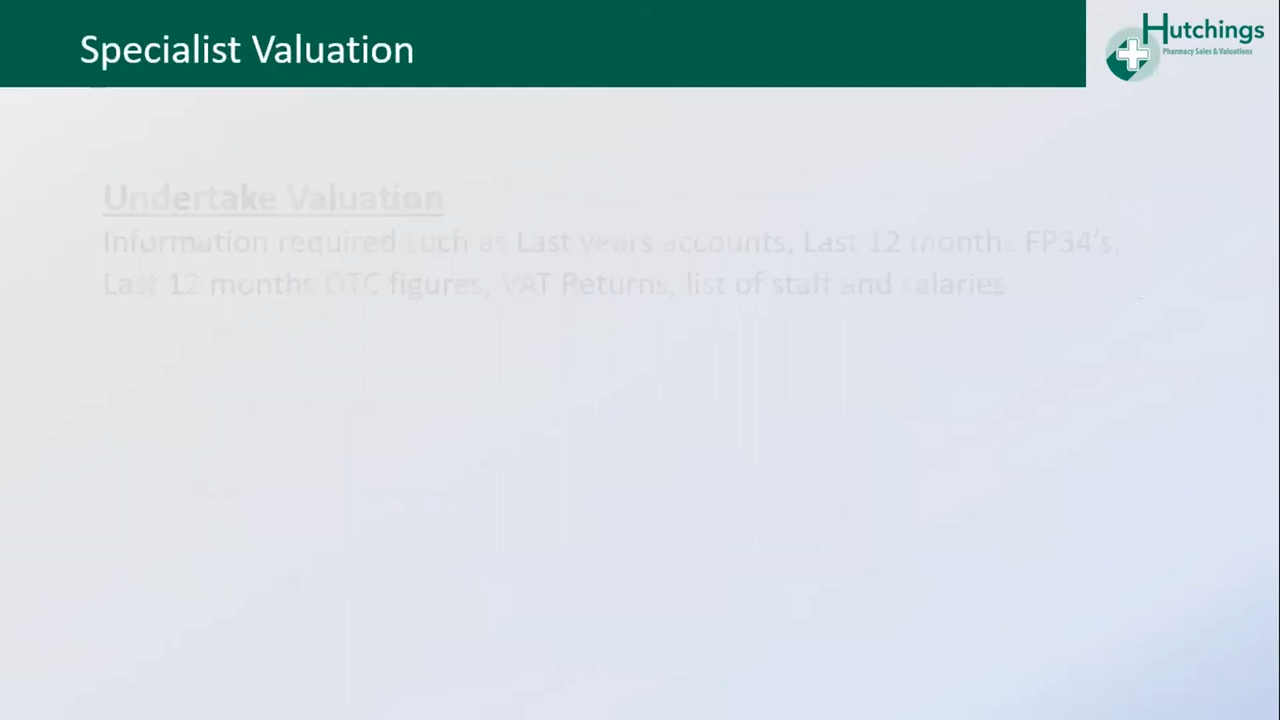 Specialist Valuation
Hutchings
Pharmacy Sales & Valuations
Undertake Valuation
Information required such as Last years accounts, Last 12 months FP34's,
Last 12 months OTC figures, VAT Returns, list of staff and salaries